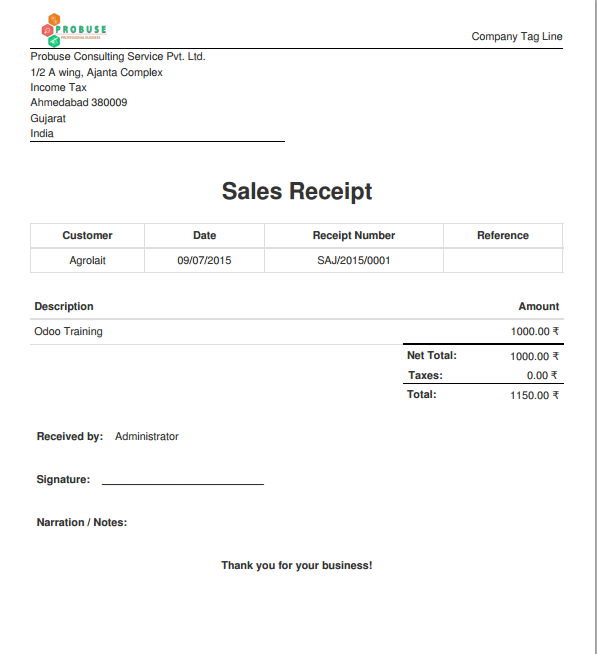 PROBUSE
PROFESSIONAL BUSINESS
Company Tag Line
Probuse Consulting Service Pvt. Ltd.
1/2 A wing, Ajanta Complex
Income Tax
Ahmedabad 380009
Gujarat
India
Sales Receipt
Customer Date Receipt Number Reference
Agrolait 09/07/2015 SAJ/2015/0001
Description Amount
Odoo Training 1000.00 ₹
Net Total: 1000.00 ₹
Taxes: 0.00 ₹
Total: 1150.00 ₹
Received by: Administrator
Signature:
Narration / Notes:
Thank you for your business!